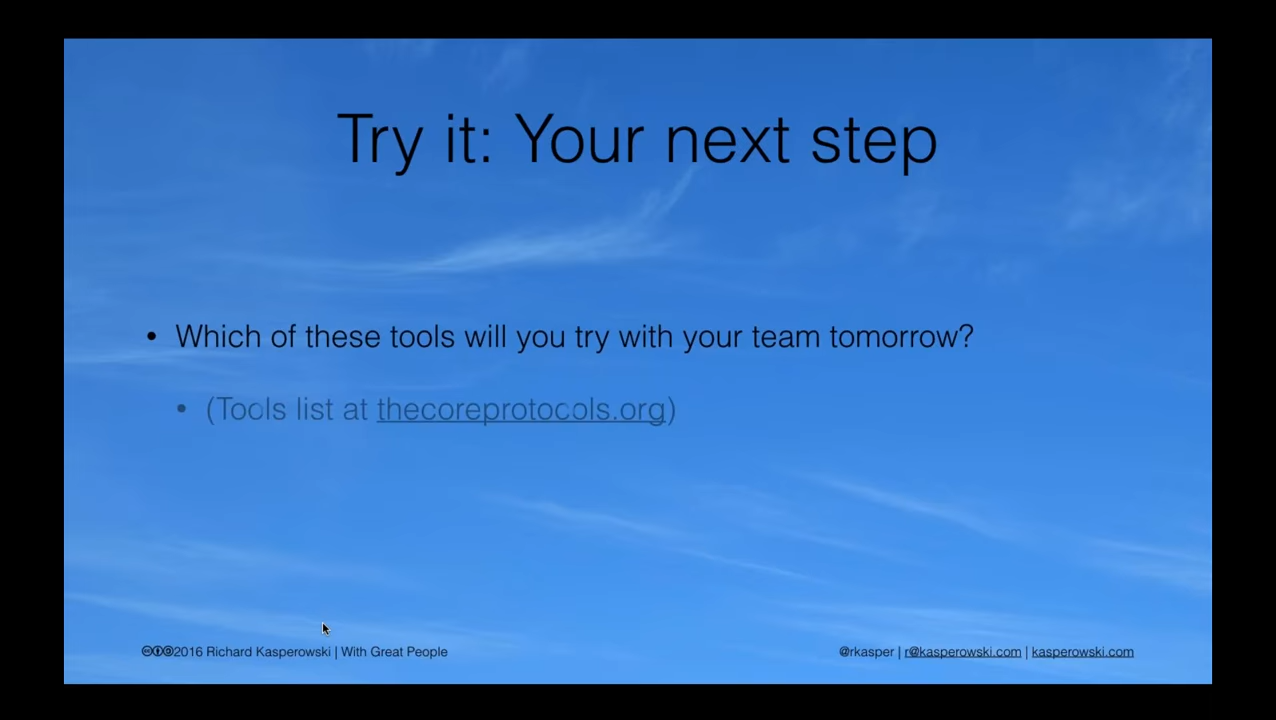 Try it: Your next step
• Which of these tools will you try with your team tomorrow?
• (Tools list at thecoreprotocols.org)
🅭🅯🄎2016 Richard Kasperowski | With Great People
@rkasper | r@kasperowski.com | kasperowski.com